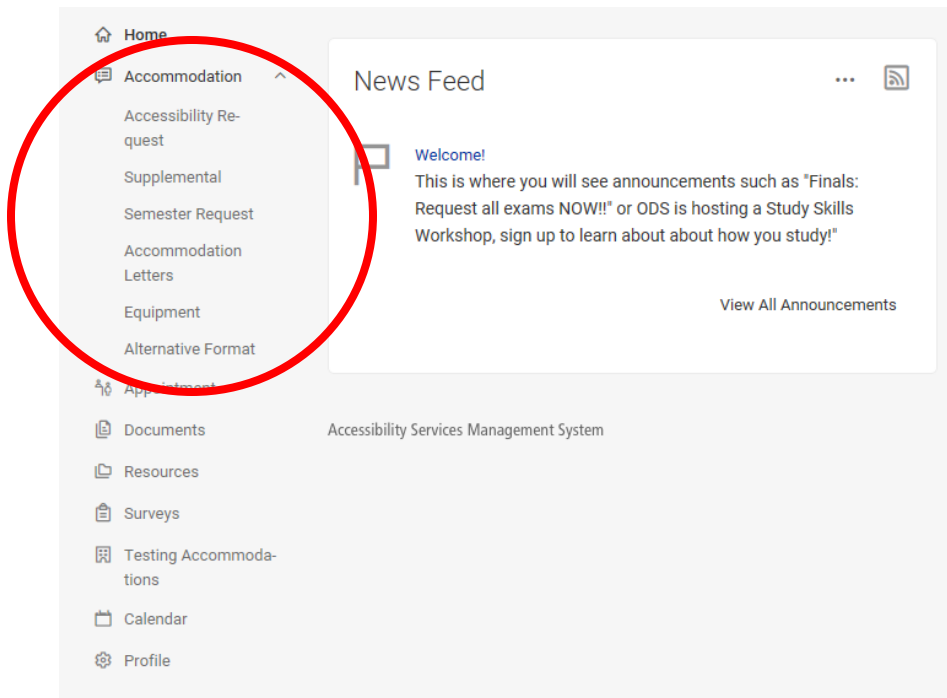 Home
Accommodation
Accessibility Re-
quest
Supplemental
Semester Request
Accommodation
Letters
Equipment
Alternative Format
Appointment
Documents
Resources
Surveys
Testing Accommoda-
tions
Calendar
Profile
News Feed
Welcome!
This is where you will see announcements such as "Finals:
Request all exams NOW!!" or ODS is hosting a Study Skills
Workshop, sign up to learn about about how you study!"
View All Announcements
Accessibility Services Management System